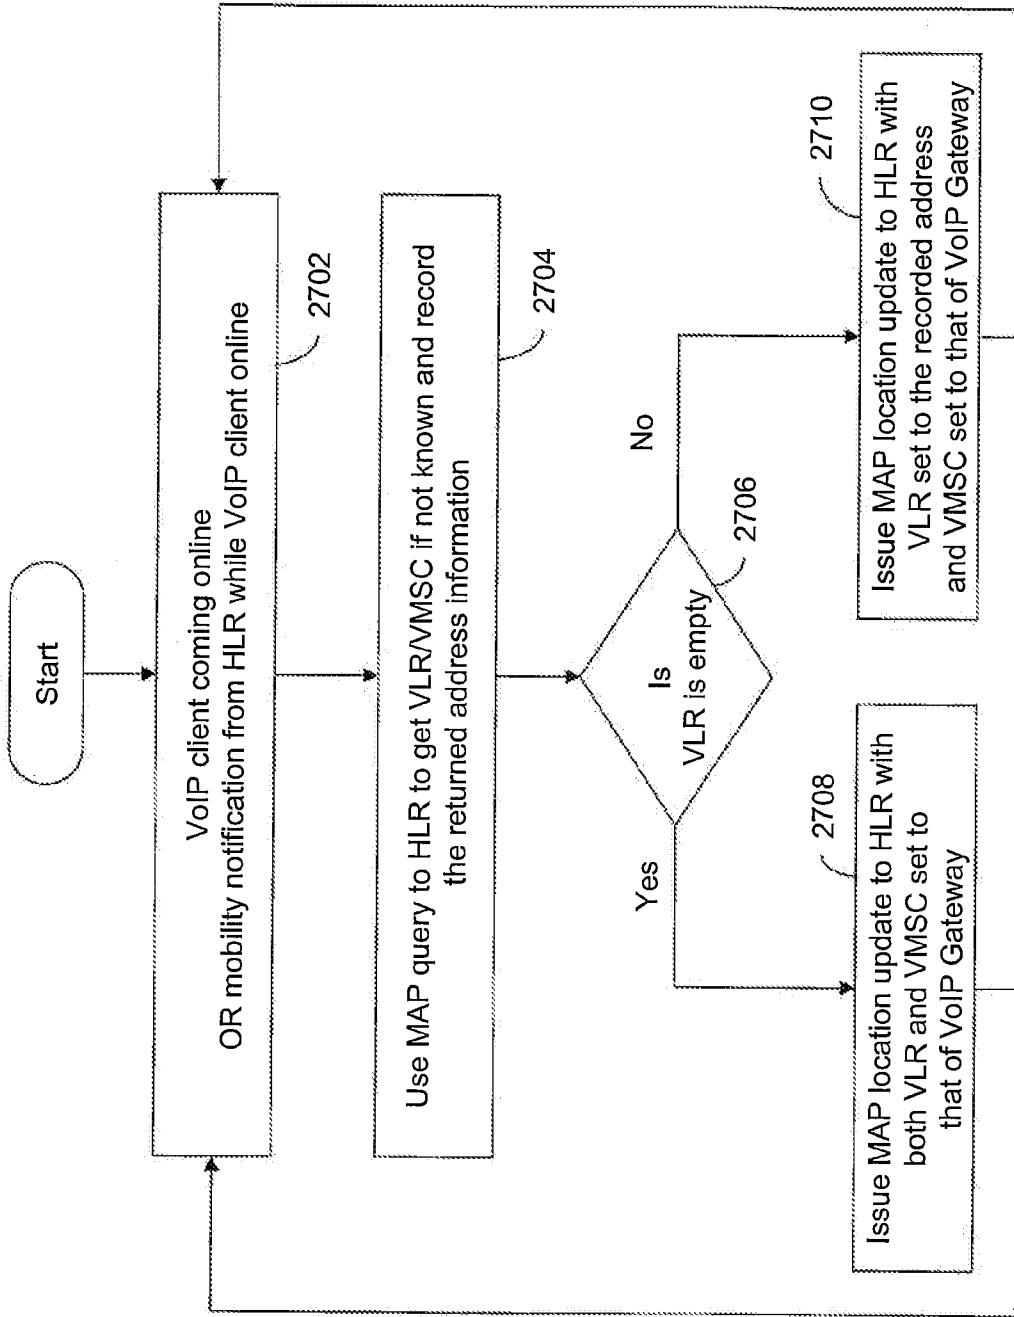 Start
VoIP client coming online
OR mobility notification from HLR while VoIP client online
2702
Use MAP query to HLR to get VLR/VMSC if not known and record
the returned address information
2704
Is
VLR is empty
2706
Yes
No
Issue MAP location update to HLR with
both VLR and VMSC set to
that of VoIP Gateway
2708
Issue MAP location update to HLR with
VLR set to the recorded address
and VMSC set to that of VoIP Gateway
2710